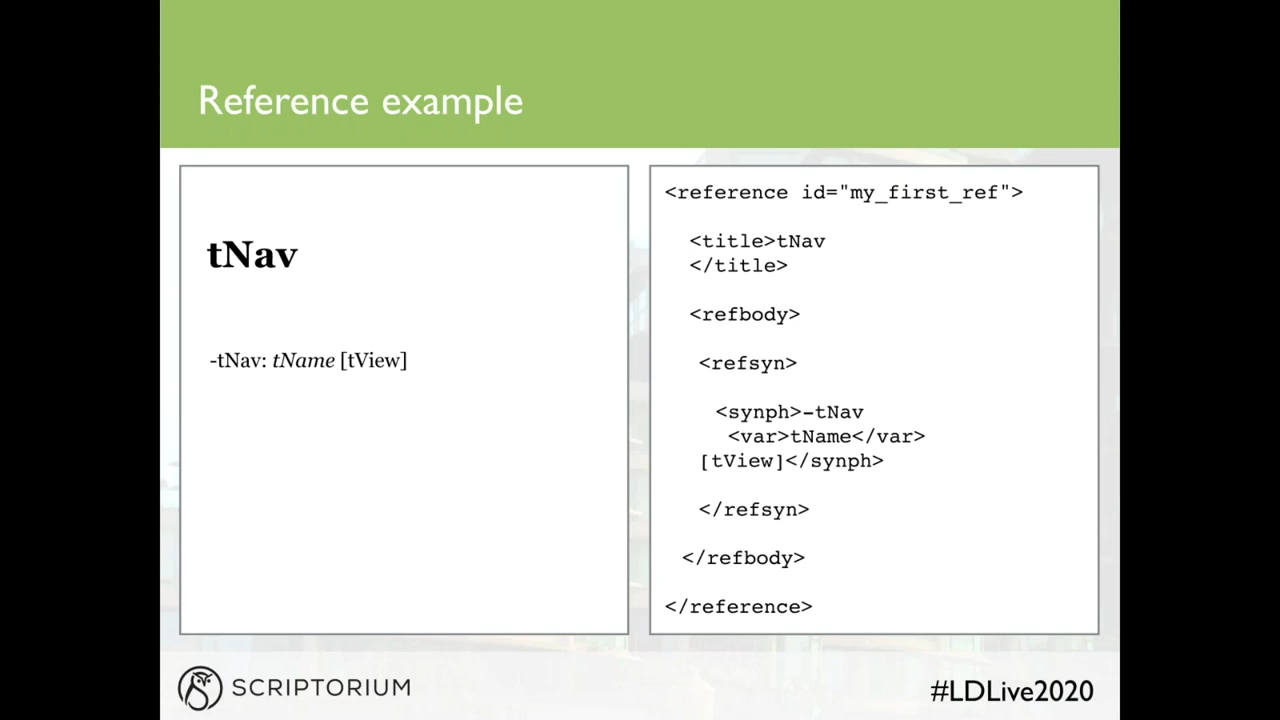 Reference example
tNav
-tNav: tName [tView]
<reference id="my_first_ref">
<title>tNav
</title>
<refbody>
<refsyn>
<synph>-tNav
<var>tName</var>
[tView]</synph>
</refsyn>
</refbody>
</reference>
SCRIPTORIUM
#LDLive2020